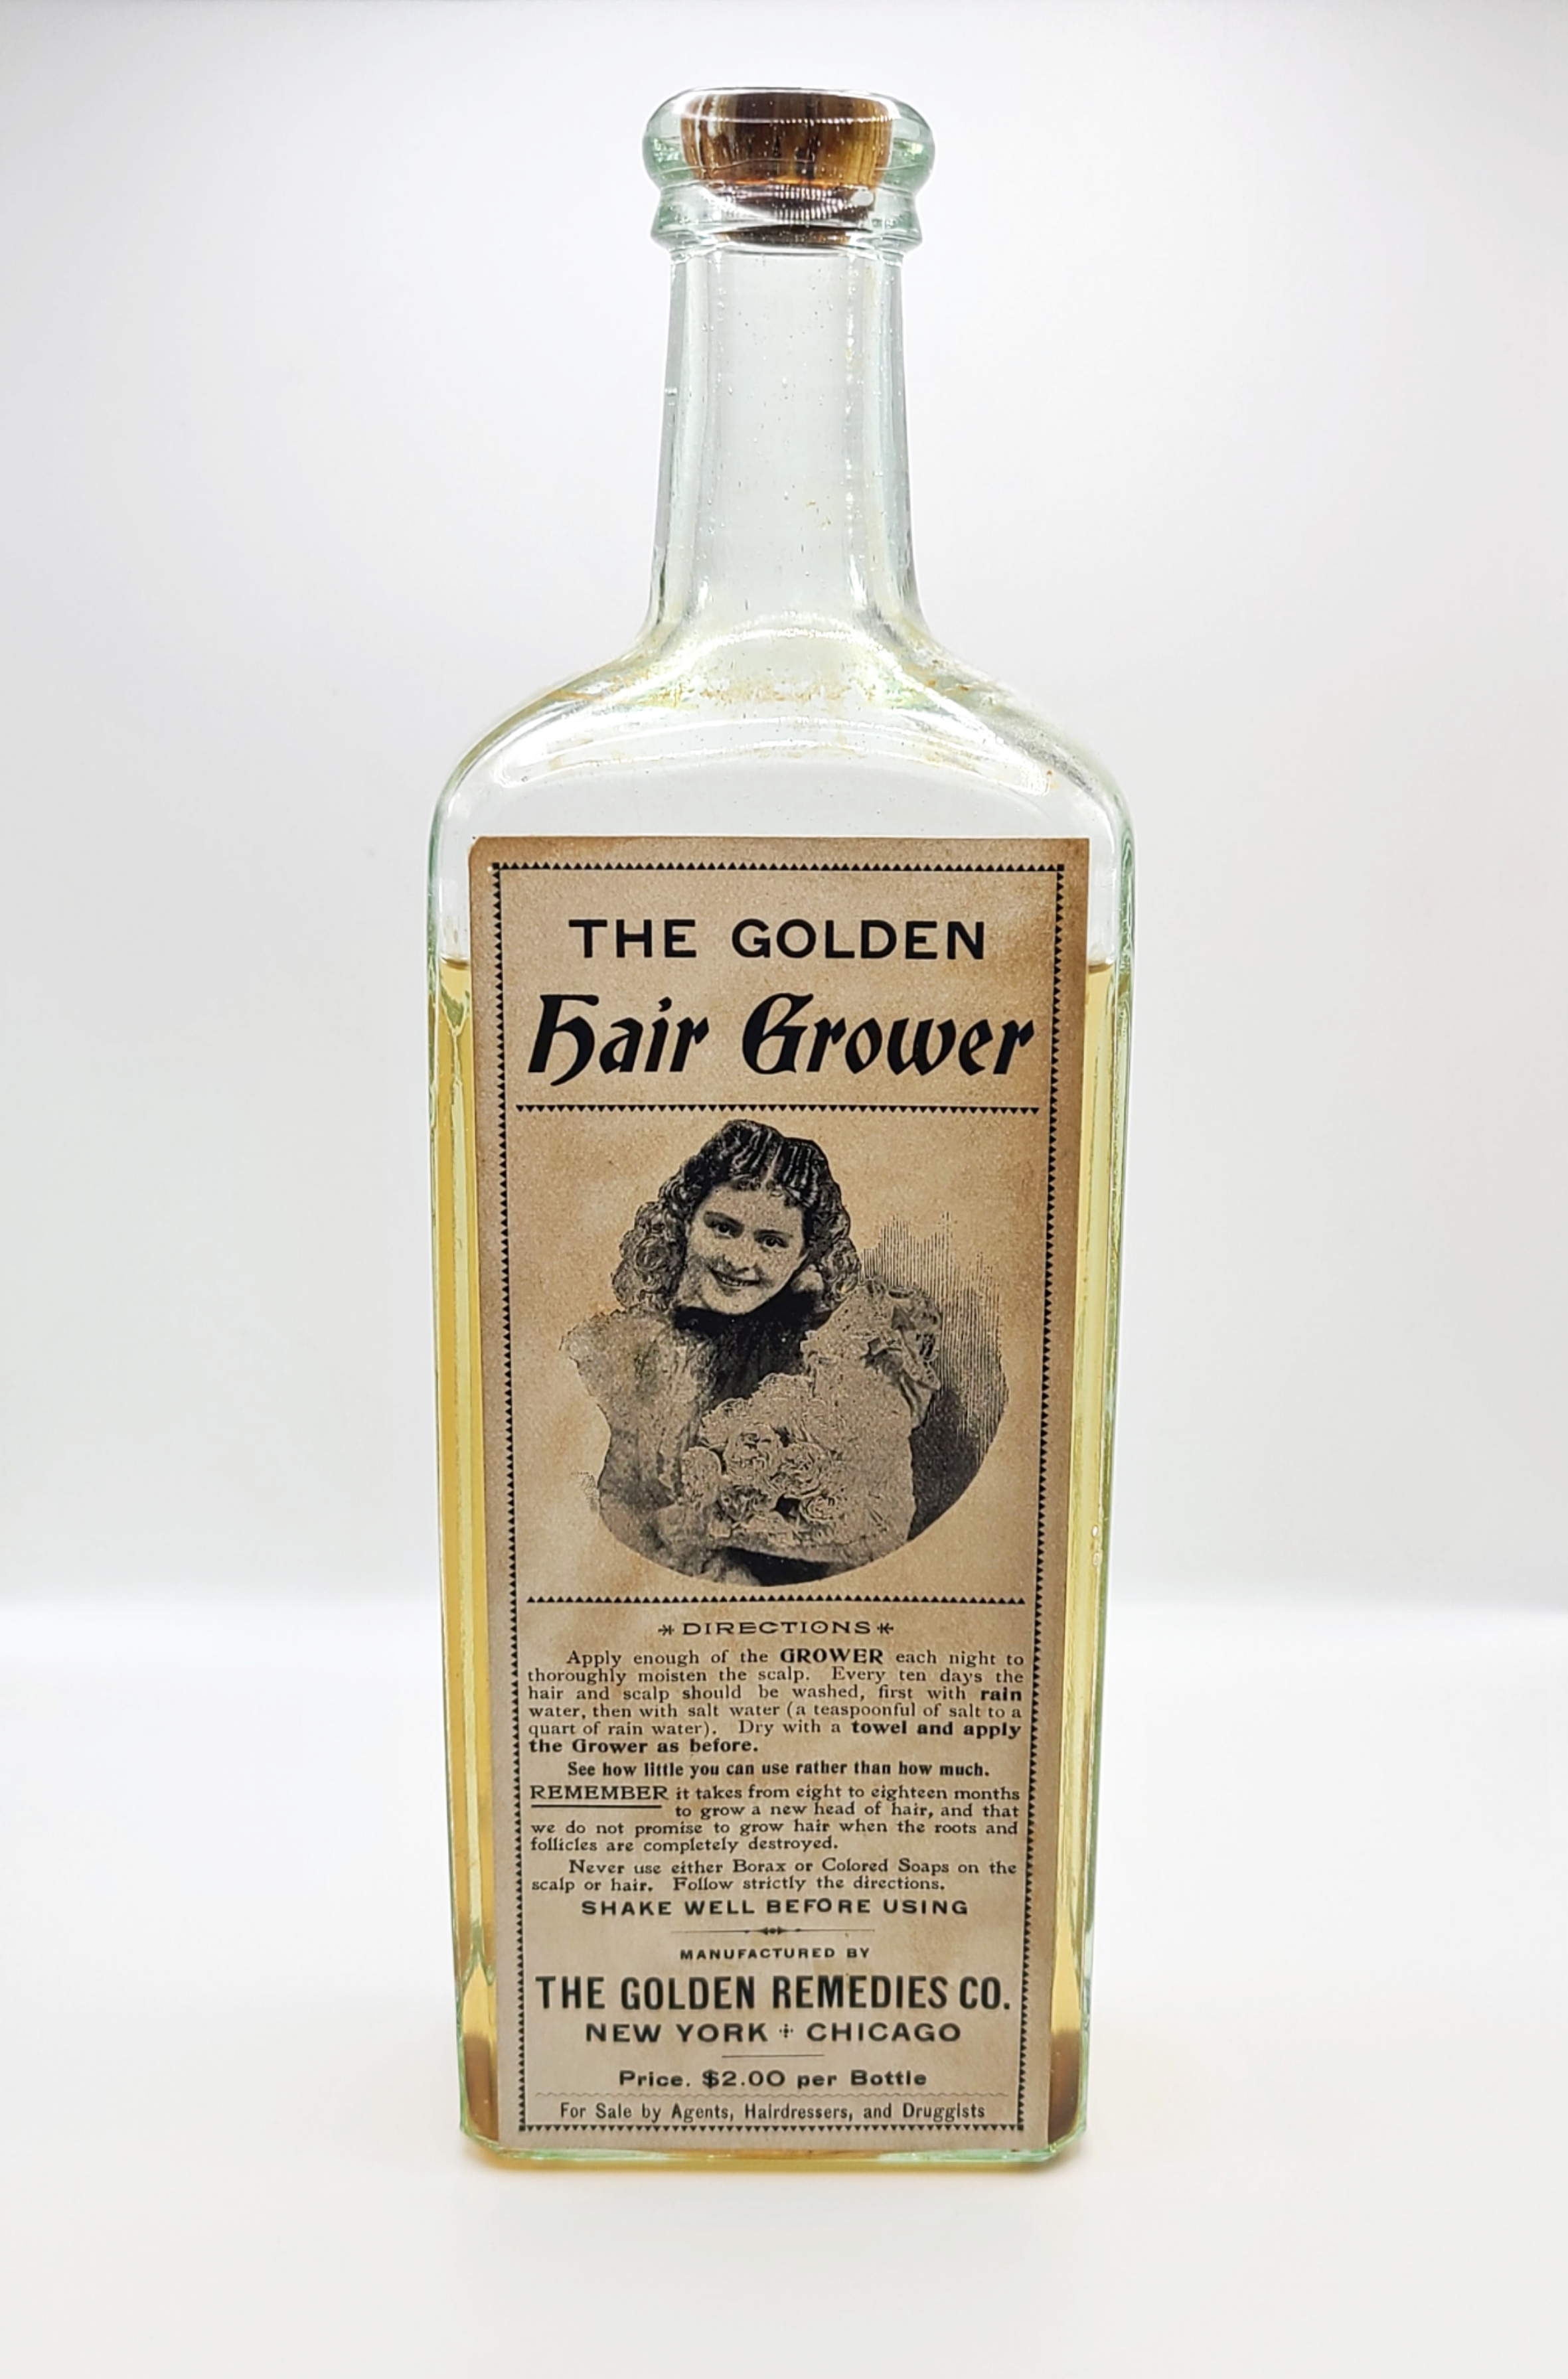 THE GOLDEN
Hair Grower
DIRECTIONS
Apply enough of the GROWER each night to
thoroughly moisten the scalp. Every ten days the
hair and scalp should be washed, first with rain
water, then with salt water (a teaspoonful of salt to a
quart of rain water). Dry with a towel and apply
the Grower as before.
See how little you can use rather than how much.
REMEMBER it takes from eight to eighteen months
to grow a new head of hair, and that
we do not promise to grow hair when the roots and
follicles are completely destroyed.
Never use either Borax or Colored Soaps on the
scalp or hair. Follow strictly the directions.
SHAKE WELL BEFORE USING
MANUFACTURED BY
THE GOLDEN REMEDIES CO.
NEW YORK CHICAGO
Price. $2.00 per Bottle
For Sale by Agents, Hairdressers, and Druggists